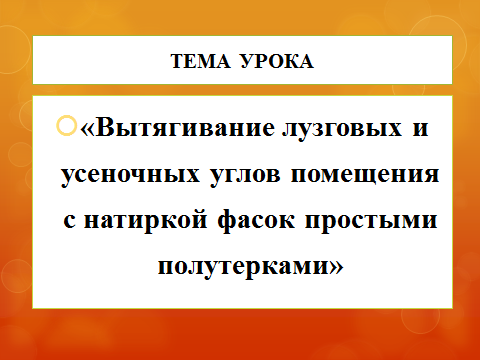 ТЕМА УРОКА
«Вытягивание лузговых и
усеночных углов помещения
с натиркой фасок простыми
полутерками»